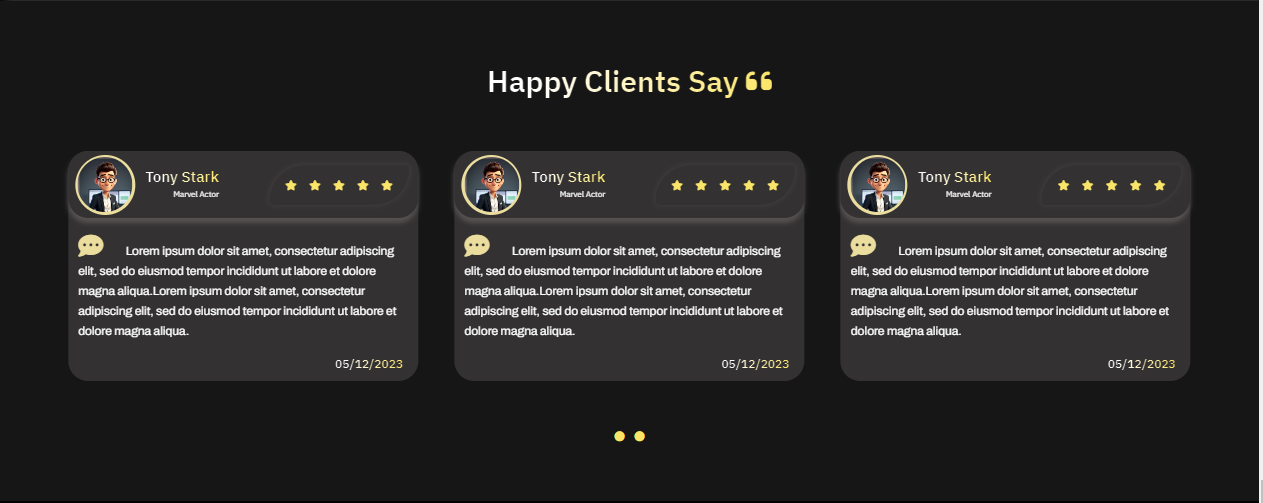 Happy Clients Say
Tony Stark
Marvel Actor
Lorem ipsum dolor sit amet, consectetur adipiscing
elit, sed do eiusmod tempor incididunt ut labore et dolore
magna aliqua.Lorem ipsum dolor sit amet, consectetur
adipiscing elit, sed do eiusmod tempor incididunt ut labore et
dolore magna aliqua.
05/12/2023
Tony Stark
Marvel Actor
Lorem ipsum dolor sit amet, consectetur adipiscing
elit, sed do eiusmod tempor incididunt ut labore et dolore
magna aliqua.Lorem ipsum dolor sit amet, consectetur
adipiscing elit, sed do eiusmod tempor incididunt ut labore et
dolore magna aliqua.
05/12/2023
Tony Stark
Marvel Actor
Lorem ipsum dolor sit amet, consectetur adipiscing
elit, sed do eiusmod tempor incididunt ut labore et dolore
magna aliqua.Lorem ipsum dolor sit amet, consectetur
adipiscing elit, sed do eiusmod tempor incididunt ut labore et
dolore magna aliqua.
05/12/2023